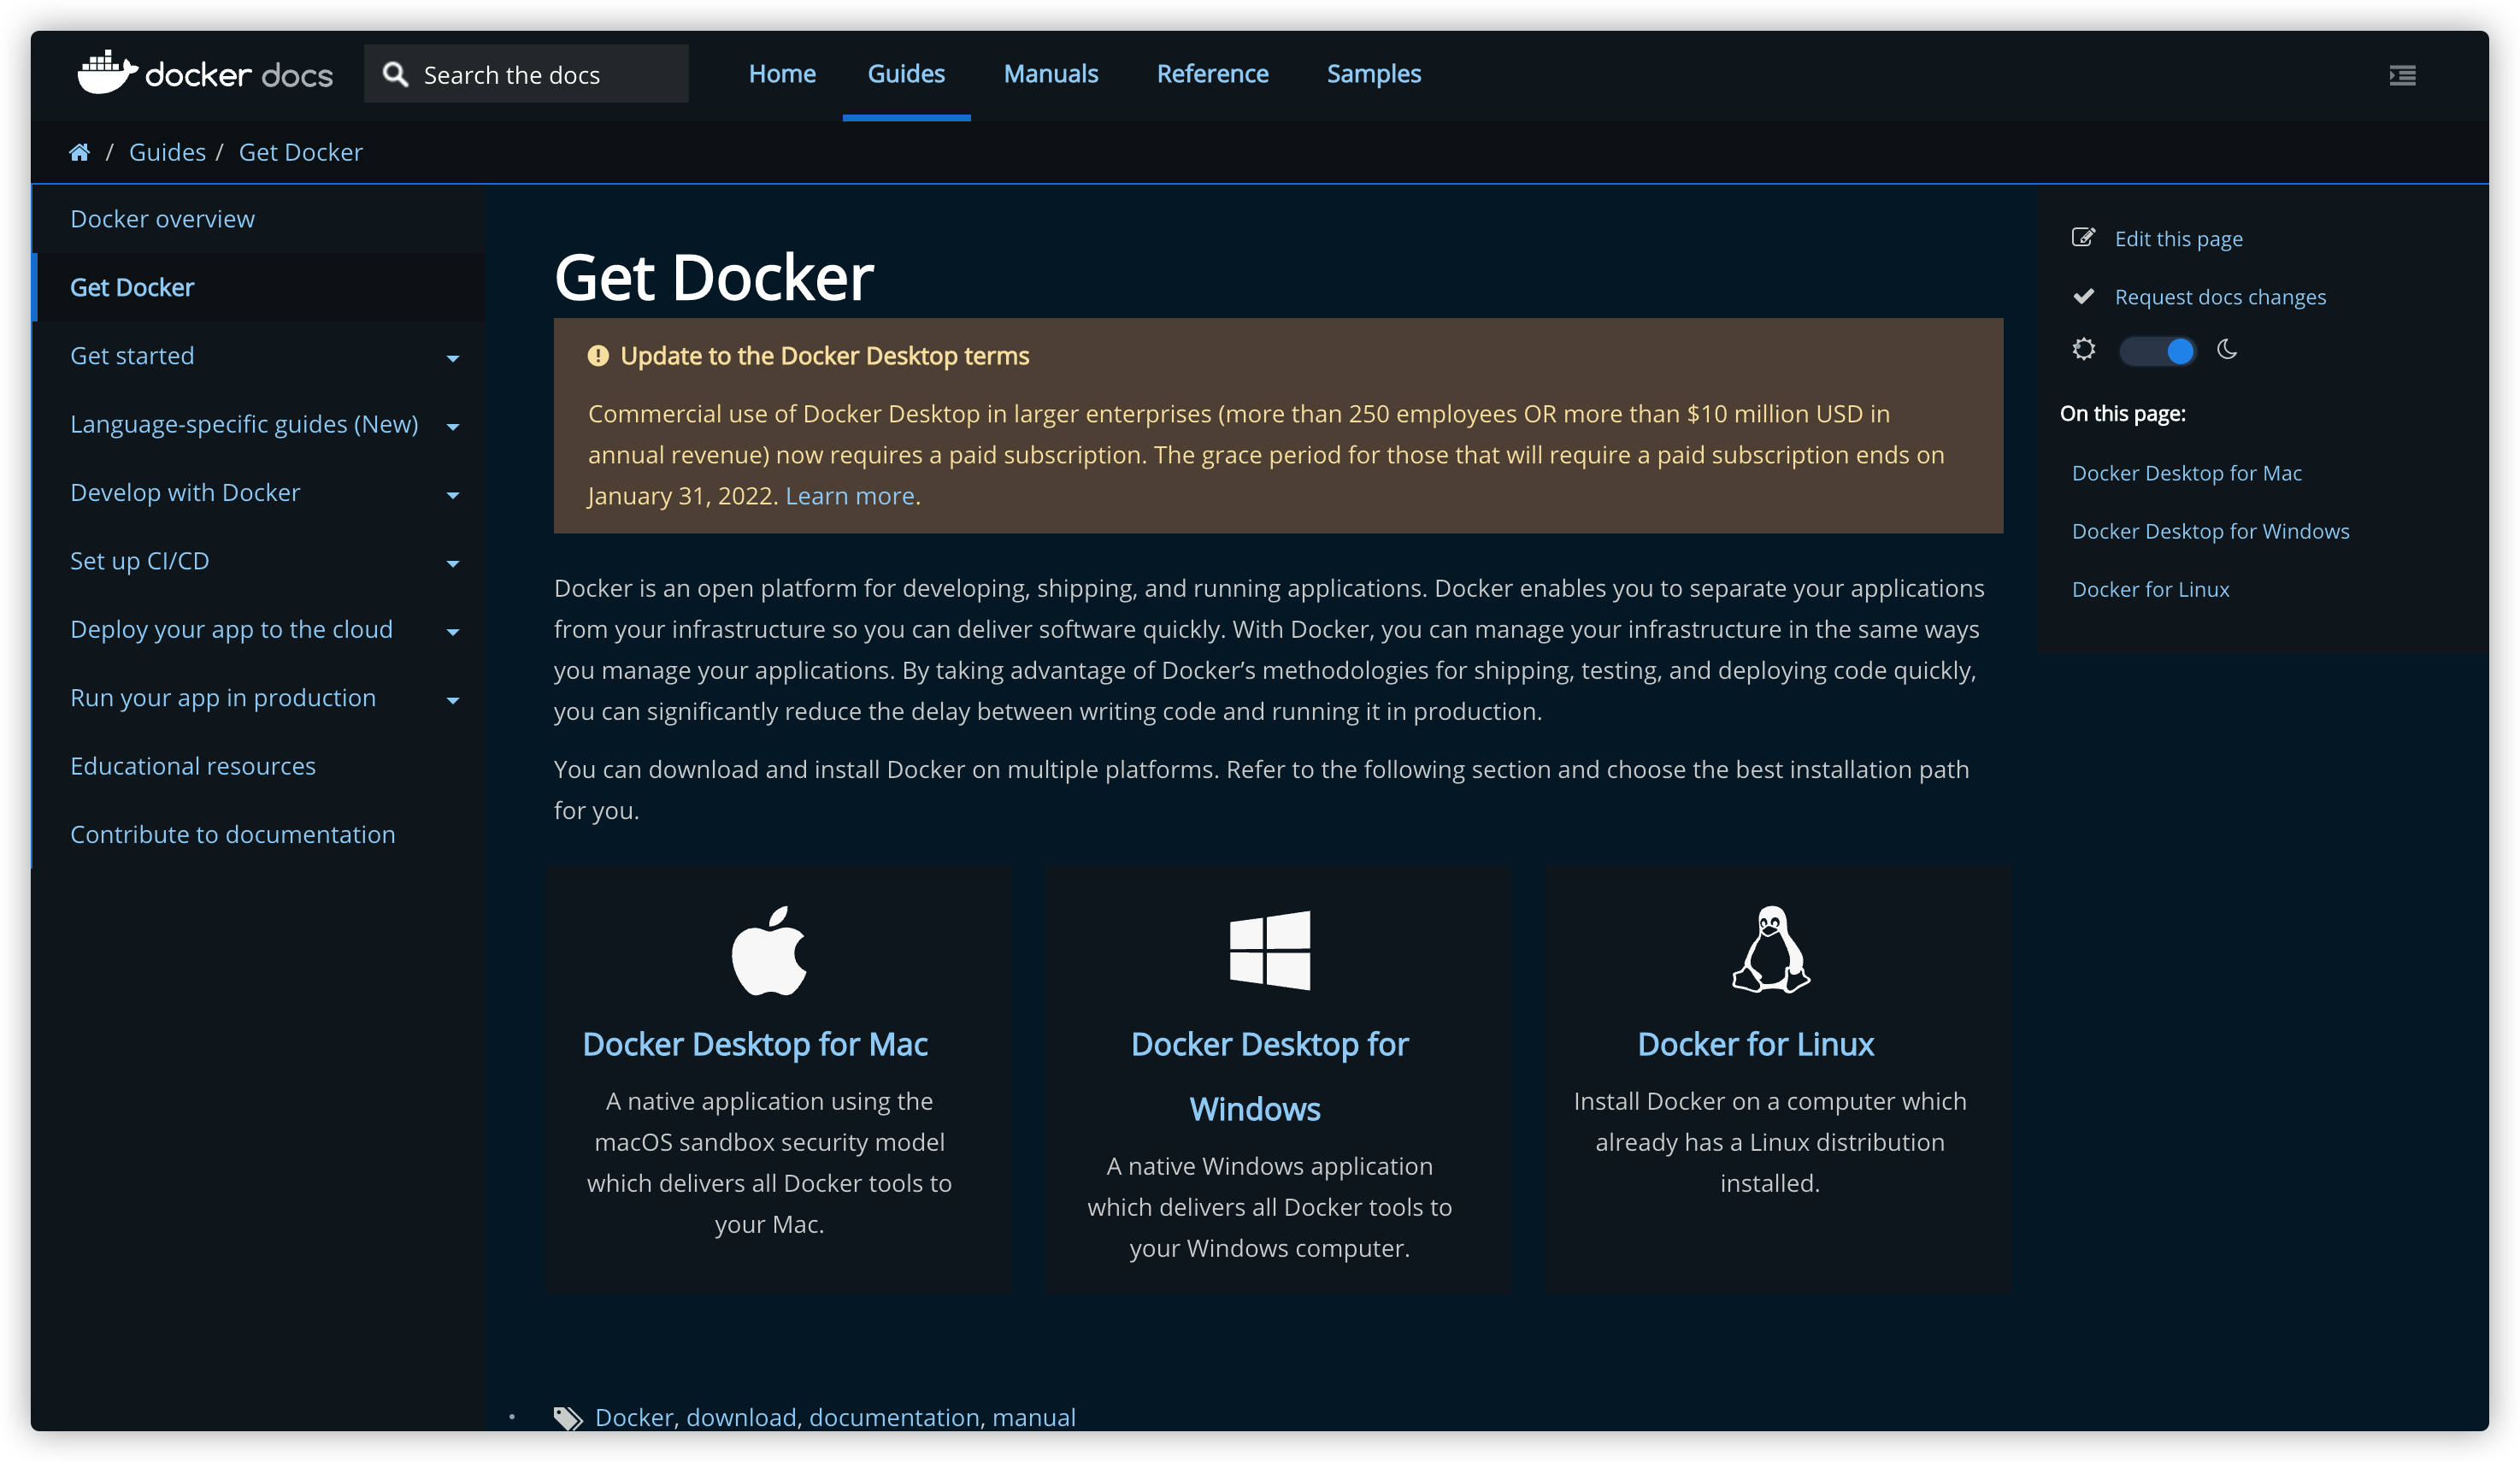 docker docs
Search the docs
Home
Guides
Manuals
Reference
Samples
/ Guides / Get Docker
Docker overview
Get Docker
Get started
Language-specific guides (New)
Develop with Docker
Set up CI/CD
Deploy your app to the cloud
Run your app in production
Educational resources
Contribute to documentation
Get Docker
Update to the Docker Desktop terms
Commercial use of Docker Desktop in larger enterprises (more than 250 employees OR more than $10 million USD in
annual revenue) now requires a paid subscription. The grace period for those that will require a paid subscription ends on
January 31, 2022. Learn more.
Docker is an open platform for developing, shipping, and running applications. Docker enables you to separate your applications
from your infrastructure so you can deliver software quickly. With Docker, you can manage your infrastructure in the same ways
you manage your applications. By taking advantage of Docker’s methodologies for shipping, testing, and deploying code quickly,
you can significantly reduce the delay between writing code and running it in production.
You can download and install Docker on multiple platforms. Refer to the following section and choose the best installation path
for you.
Docker Desktop for Mac
A native application using the
macOS sandbox security model
which delivers all Docker tools to
your Mac.
Docker Desktop for
Windows
A native Windows application
which delivers all Docker tools to
your Windows computer.
Docker for Linux
Install Docker on a computer which
already has a Linux distribution
installed.
Docker, download, documentation, manual
Edit this page
Request docs changes
On this page:
Docker Desktop for Mac
Docker Desktop for Windows
Docker for Linux